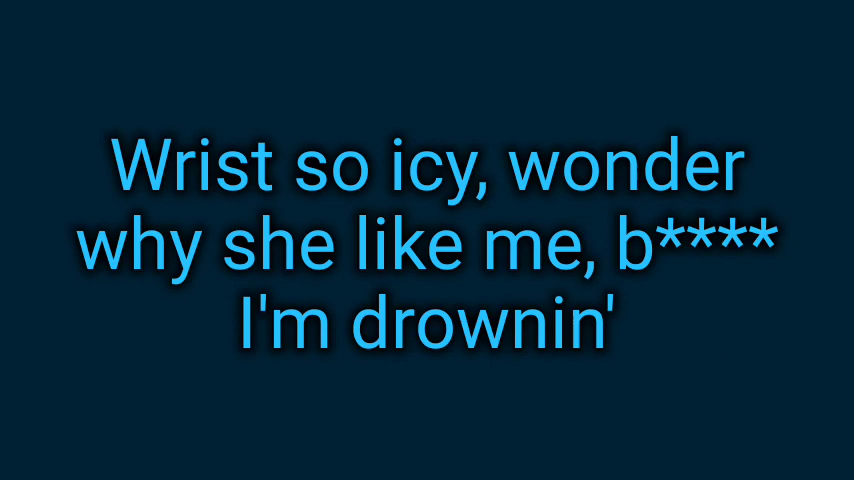 Wrist so icy, wonder
why she like me, b****
I'm drownin'